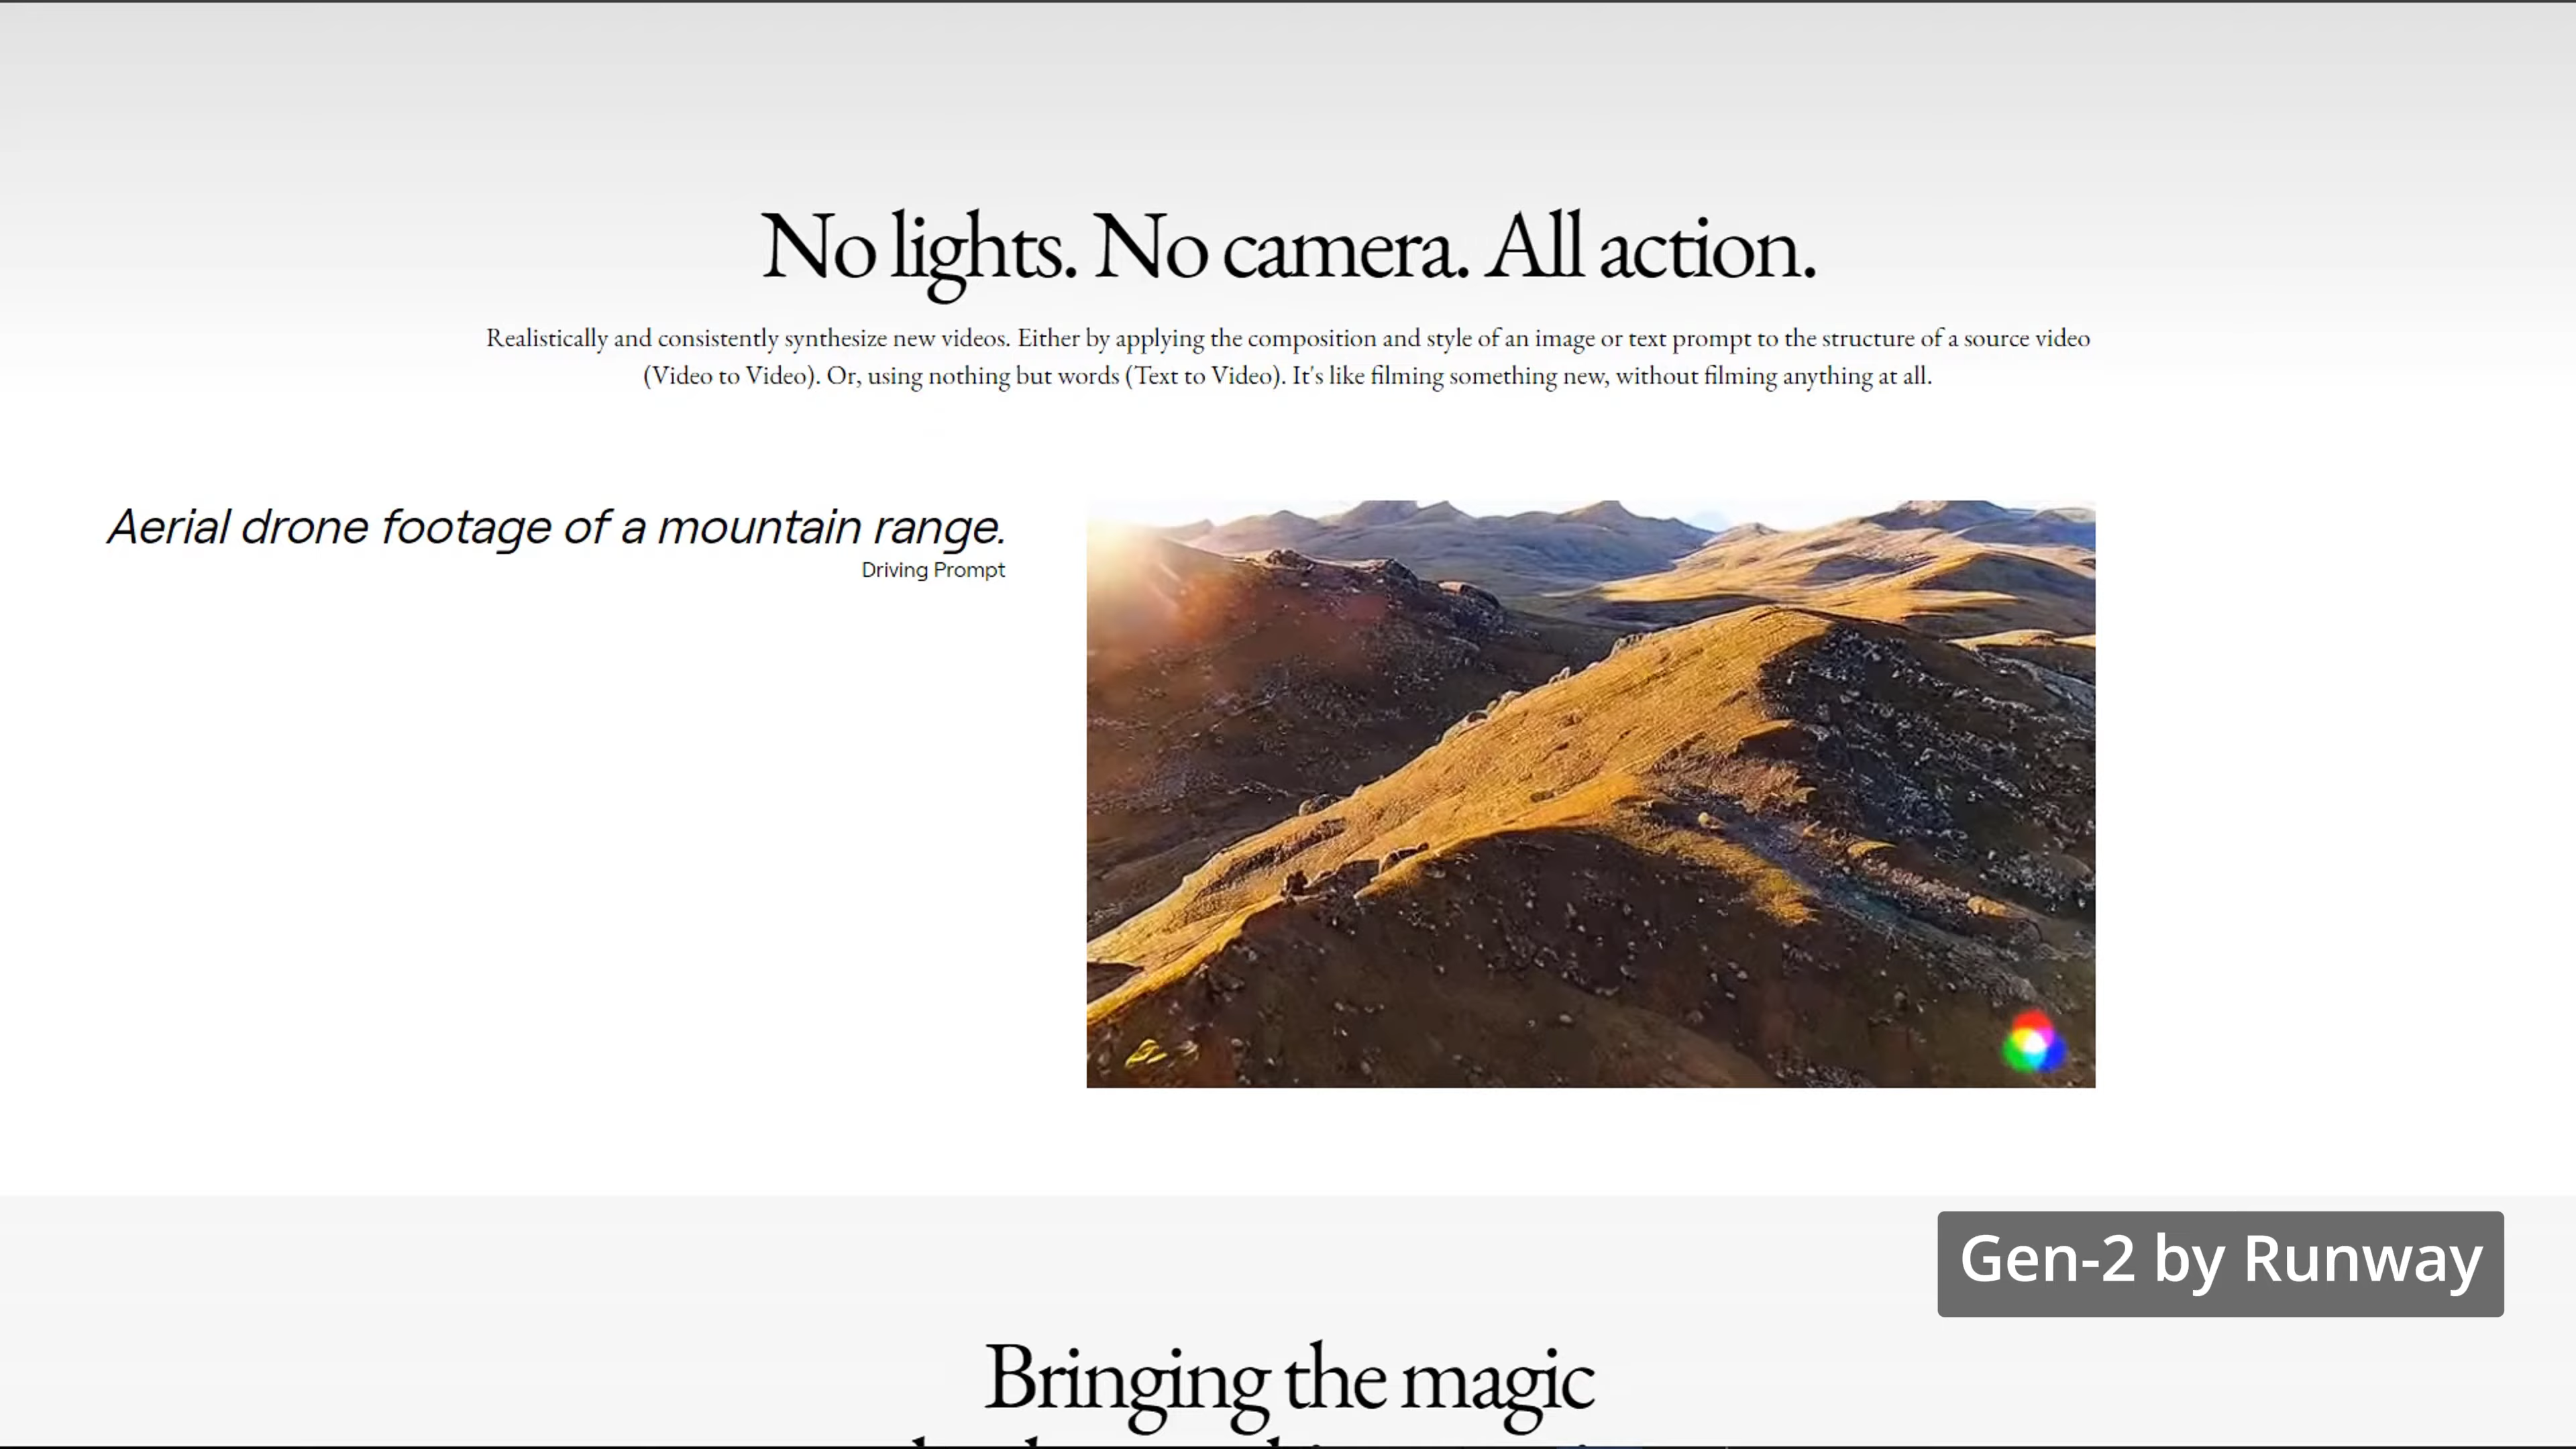 No lights. No camera. All action.
Realistically and consistently synthesize new videos. Either by applying the composition and style of an image or text prompt to the structure of a source video
(Video to Video). Or, using nothing but words (Text to Video). It's like filming something new, without filming anything at all.
Aerial drone footage of a mountain range.
Driving Prompt
Gen-2 by Runway
Bringing the magic